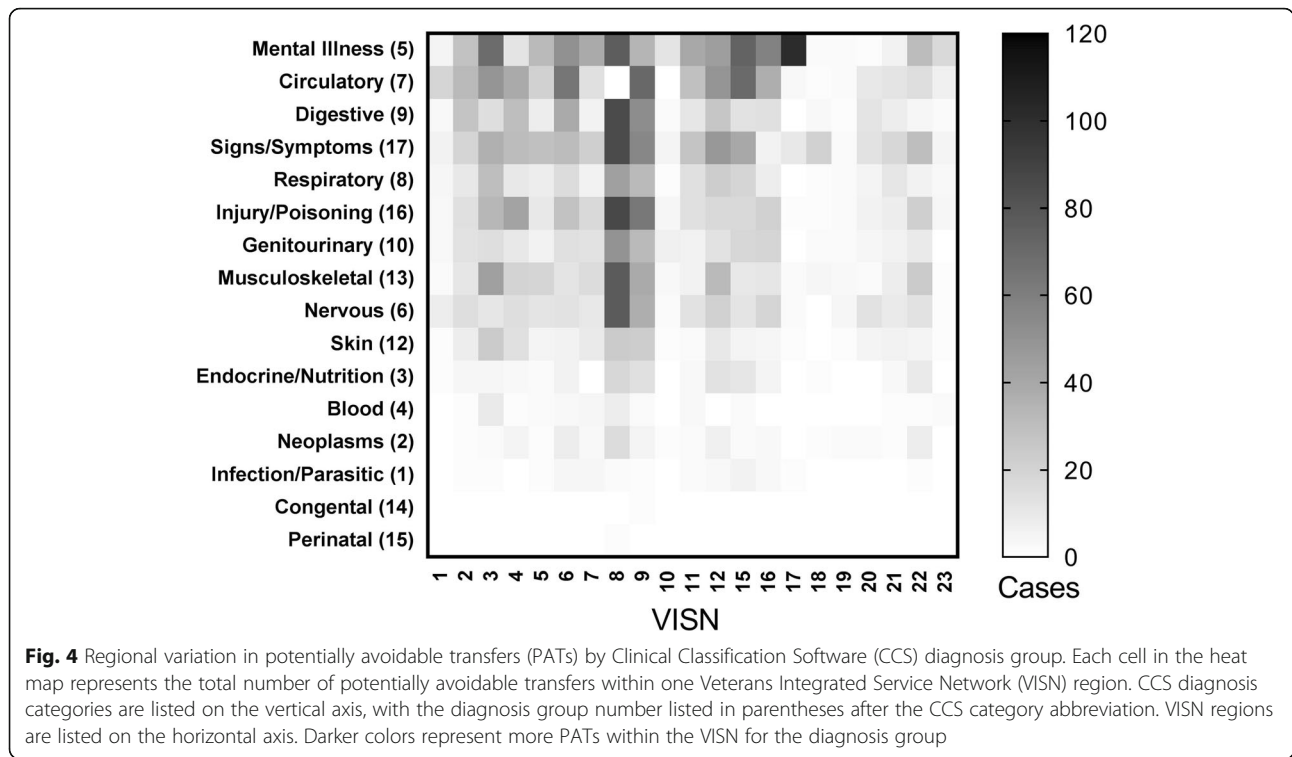 Mental Illness (5)
Circulatory (7)
Digestive (9)
Signs/Symptoms (17)
Respiratory (8)
Injury/Poisoning (16)
Genitourinary (10)
Musculoskeletal (13)
Nervous (6)
Skin (12)
Endocrine/Nutrition (3)
Blood (4)
Neoplasms (2)
Infection/Parasitic (1)
Congental (14)
Perinatal (15)
1 2 3 4 5 6 7 8 9 10 11 12 15 16 17 18 19 20 21 22 23
VISN
120
100
80
60
40
20
0
Cases
Fig. 4 Regional variation in potentially avoidable transfers (PATs) by Clinical Classification Software (CCS) diagnosis group. Each cell in the heat
map represents the total number of potentially avoidable transfers within one Veterans Integrated Service Network (VISN) region. CCS diagnosis
categories are listed on the vertical axis, with the diagnosis group number listed in parentheses after the CCS category abbreviation. VISN regions
are listed on the horizontal axis. Darker colors represent more PATs within the VISN for the diagnosis group